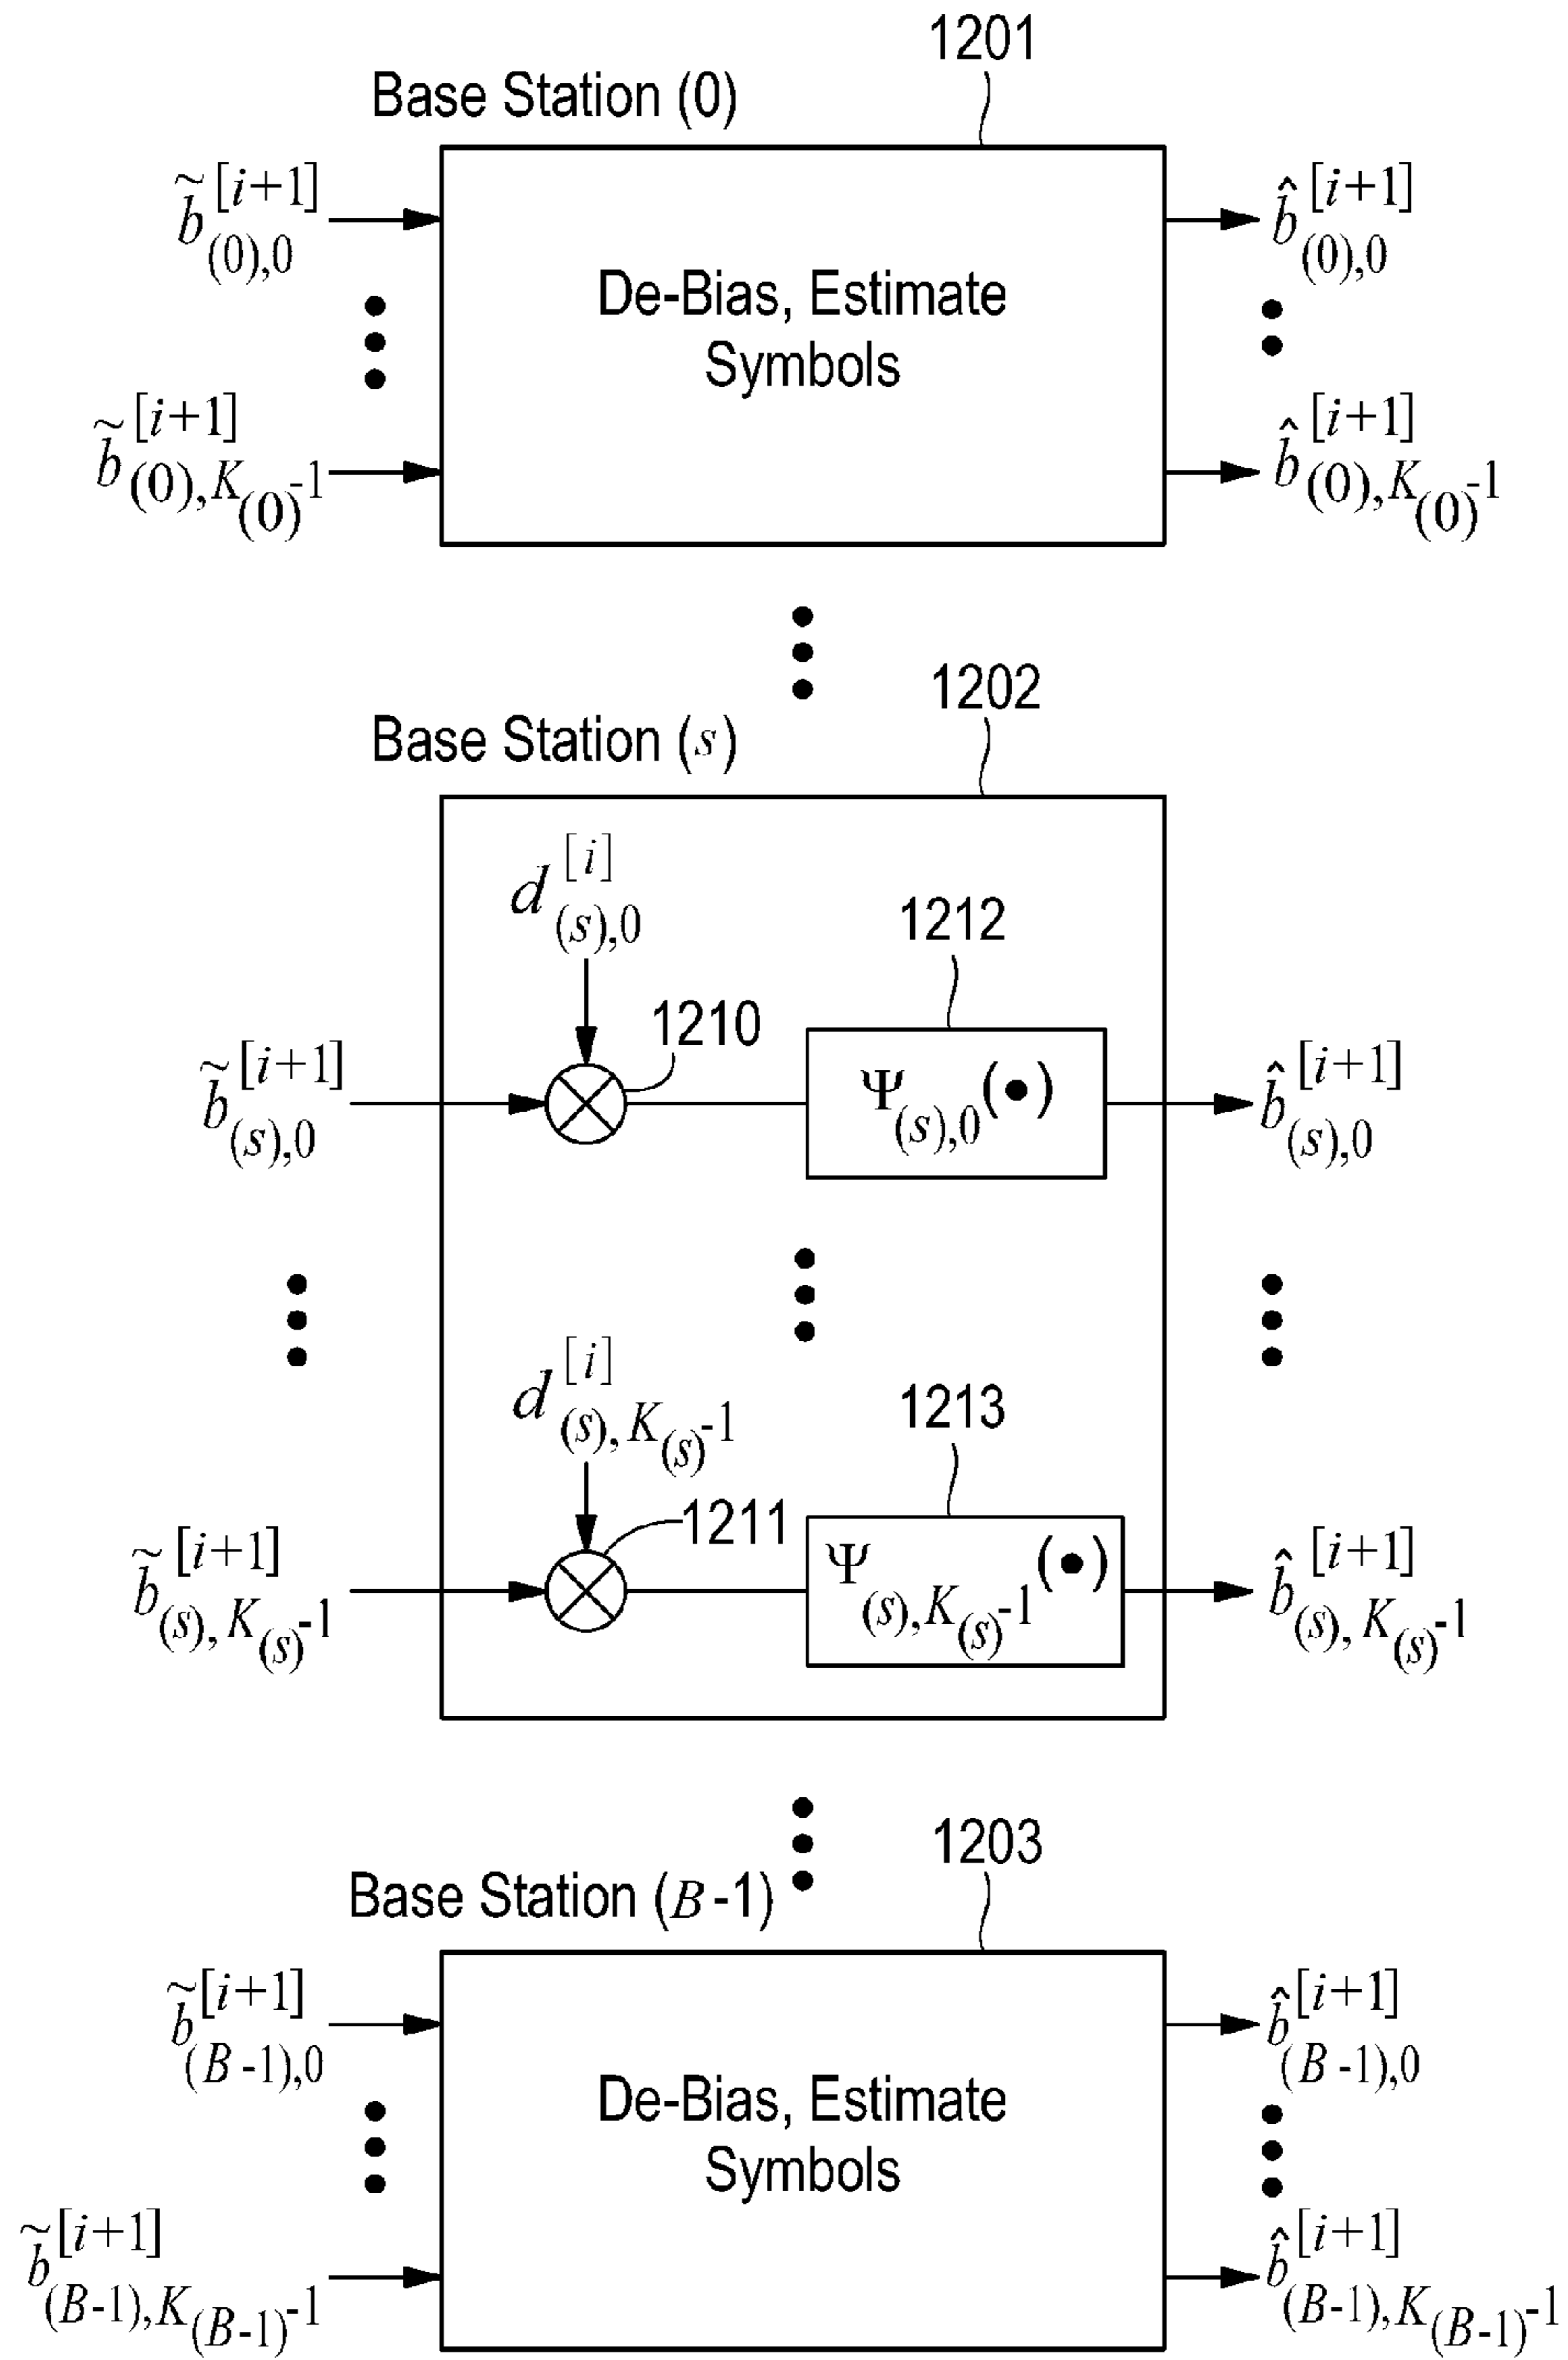 1201
Base Station (0)
b̃_{(0),0}^{[i+1]}
b̂_{(0),0}^{[i+1]}
De-Bias, Estimate
Symbols
b̃_{(0),K_{(0)}-1}^{[i+1]}
b̂_{(0),K_{(0)}-1}^{[i+1]}
1202
Base Station (s)
d_{(s),0}^{[i]}
1212
1210
b̃_{(s),0}^{[i+1]}
Ψ_{(s),0}(•)
b̂_{(s),0}^{[i+1]}
d_{(s),K_{(s)}-1}^{[i]}
1213
1211
b̃_{(s),K_{(s)}-1}^{[i+1]}
Ψ_{(s),K_{(s)}-1}(•)
b̂_{(s),K_{(s)}-1}^{[i+1]}
1203
Base Station (B-1)
b̃_{(B-1),0}^{[i+1]}
b̂_{(B-1),0}^{[i+1]}
De-Bias, Estimate
Symbols
b̃_{(B-1),K_{(B-1)}-1}^{[i+1]}
b̂_{(B-1),K_{(B-1)}-1}^{[i+1]}